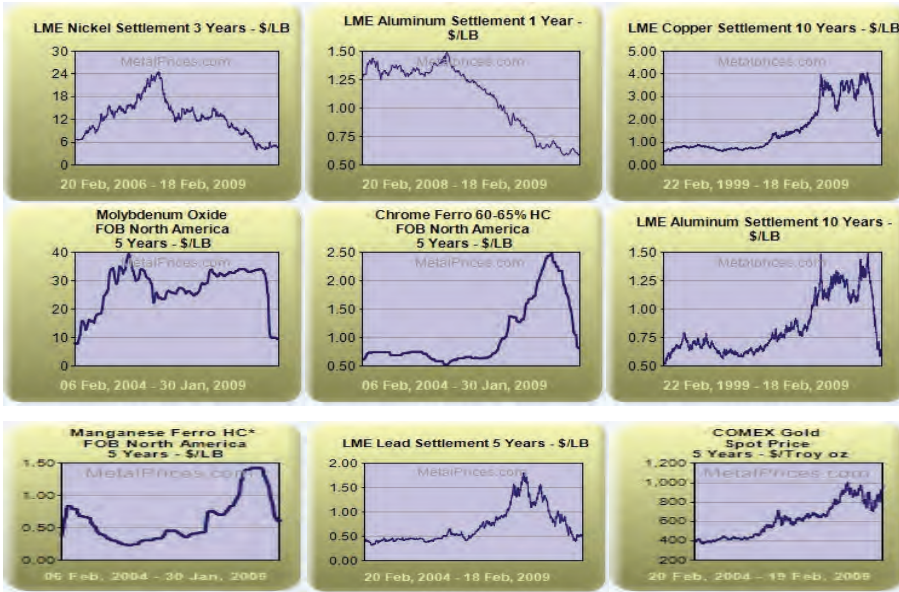 LME Nickel Settlement 3 Years - $/LB
30
24
18
12
6
0
MetalPrices.com
20 Feb, 2006 - 18 Feb, 2009
LME Aluminum Settlement 1 Year -
$/LB
1.50
1.25
1.00
0.75
0.50
MetalPrices.com
20 Feb, 2008 - 18 Feb, 2009
LME Copper Settlement 10 Years - $/LB
5.00
4.00
3.00
2.00
1.00
0.00
MetalPrices.com
22 Feb, 1999 - 18 Feb, 2009
Molybdenum Oxide
FOB North America
5 Years - $/LB
40
30
20
10
0
MetalPrices.com
06 Feb, 2004 - 30 Jan, 2009
Chrome Ferro 60-65% HC
FOB North America
5 Years - $/LB
2.50
2.00
1.50
1.00
0.50
MetalPrices.com
06 Feb, 2004 - 30 Jan, 2009
LME Aluminum Settlement 10 Years -
$/LB
1.50
1.25
1.00
0.75
0.50
MetalPrices.com
22 Feb, 1999 - 18 Feb, 2009
Manganese Ferro HC*
FOB North America
5 Years - $/LB
1.50
1.00
0.50
0.00
MetalPrices.com
06 Feb, 2004 - 30 Jan, 2009
LME Lead Settlement 5 Years - $/LB
2.00
1.50
1.00
0.50
0.00
MetalPrices.com
20 Feb, 2004 - 18 Feb, 2009
COMEX Gold
Spot Price
5 Years - $/Troy oz
1,200
1,000
800
600
400
200
MetalPrices.com
20 Feb, 2004 - 19 Feb, 2009